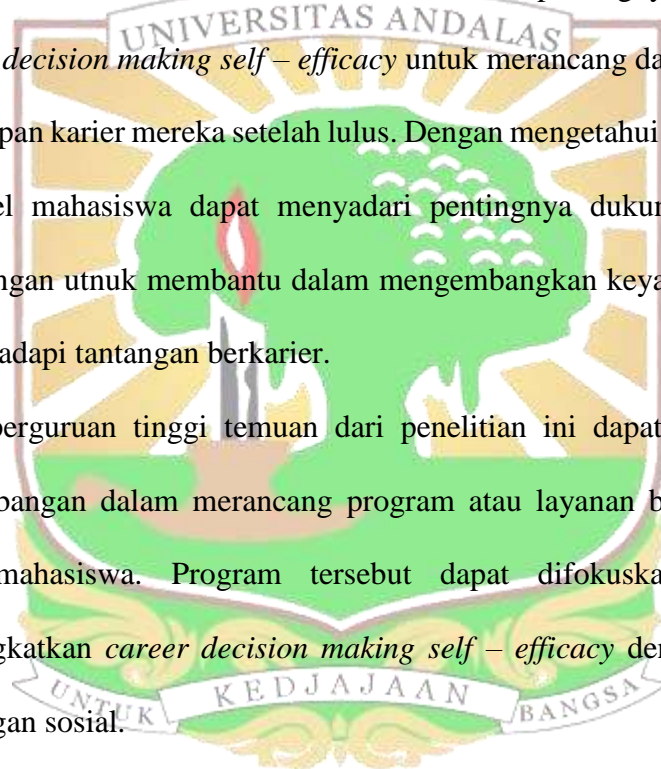 UNIVERSITAS ANDALAS
decision making self – efficacy untuk merancang da
pan karier mereka setelah lulus. Dengan mengetahui
el mahasiswa dapat menyadari pentingnya dukun
ngan utnuk membantu dalam mengembangkan keya
adapi tantangan berkarier.
perguruan tinggi temuan dari penelitian ini dapat
bangan dalam merancang program atau layanan b
mahasiswa. Program tersebut dapat difokuska
gkatkan career decision making self – efficacy den
gan sosial.
UNTUK KEDJAJAAN BANGSA